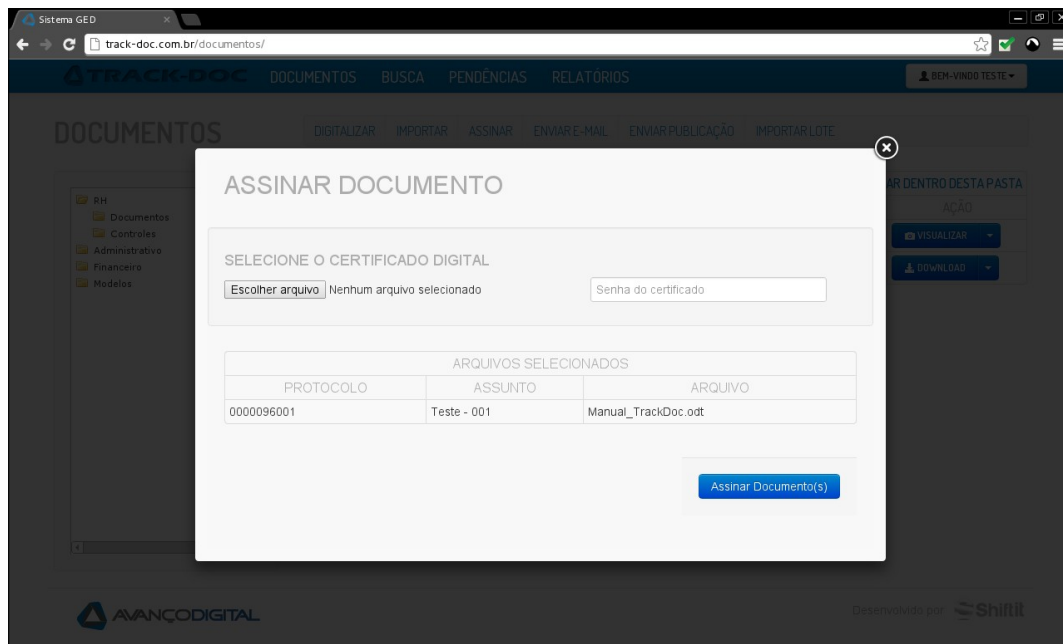 Sistema GED
track-doc.com.br/documentos/
TRACK-DOC DOCUMENTOS BUSCA PENDÊNCIAS RELATÓRIOS BEM-VINDO TESTE
DOCUMENTOS DIGITALIZAR IMPORTAR ASSINAR ENVIAR E-MAIL ENVIAR PUBLICAÇÃO IMPORTAR LOTE
AR DENTRO DESTA PASTA
AÇÃO
VISUALIZAR
DOWNLOAD
RH
Documentos
Controles
Administrativo
Financeiro
Modelos
ASSINAR DOCUMENTO
SELECIONE O CERTIFICADO DIGITAL
Escolher arquivo Nenhum arquivo selecionado Senha do certificado
ARQUIVOS SELECIONADOS
PROTOCOLO ASSUNTO ARQUIVO
0000096001 Teste - 001 Manual_TrackDoc.odt
Assinar Documento(s)
AVANÇODIGITAL
Desenvolvido por Shiftit